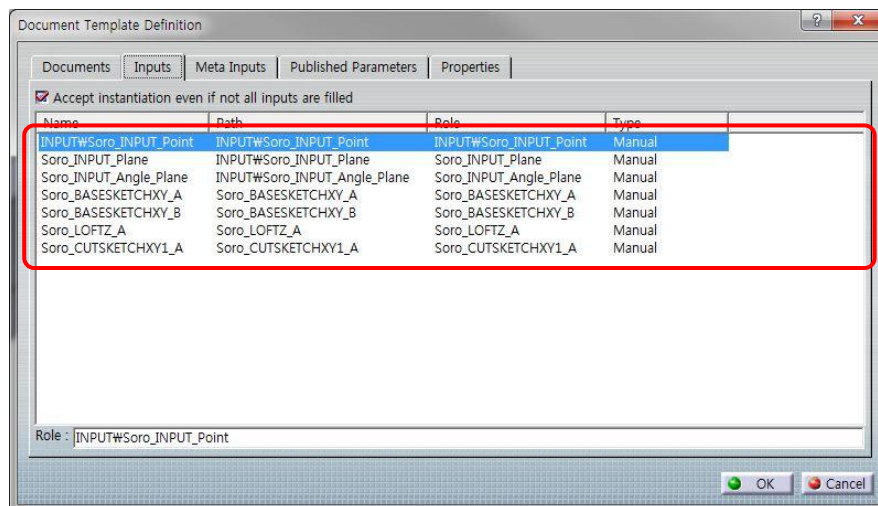 Document Template Definition
Documents Inputs Meta Inputs Published Parameters Properties
Accept instantiation even if not all inputs are filled
Name Path Role Type
INPUT₩Soro_INPUT_Point INPUT₩Soro_INPUT_Point INPUT₩Soro_INPUT_Point Manual
Soro_INPUT_Plane INPUT₩Soro_INPUT_Plane Soro_INPUT_Plane Manual
Soro_INPUT_Angle_Plane INPUT₩Soro_INPUT_Angle_Plane Soro_INPUT_Angle_Plane Manual
Soro_BASESKETCHXY_A Soro_BASESKETCHXY_A Soro_BASESKETCHXY_A Manual
Soro_BASESKETCHXY_B Soro_BASESKETCHXY_B Soro_BASESKETCHXY_B Manual
Soro_LOFTZ_A Soro_LOFTZ_A Soro_LOFTZ_A Manual
Soro_CUTSKETCHXY1_A Soro_CUTSKETCHXY1_A Soro_CUTSKETCHXY1_A Manual
Role : INPUT₩Soro_INPUT_Point
OK Cancel